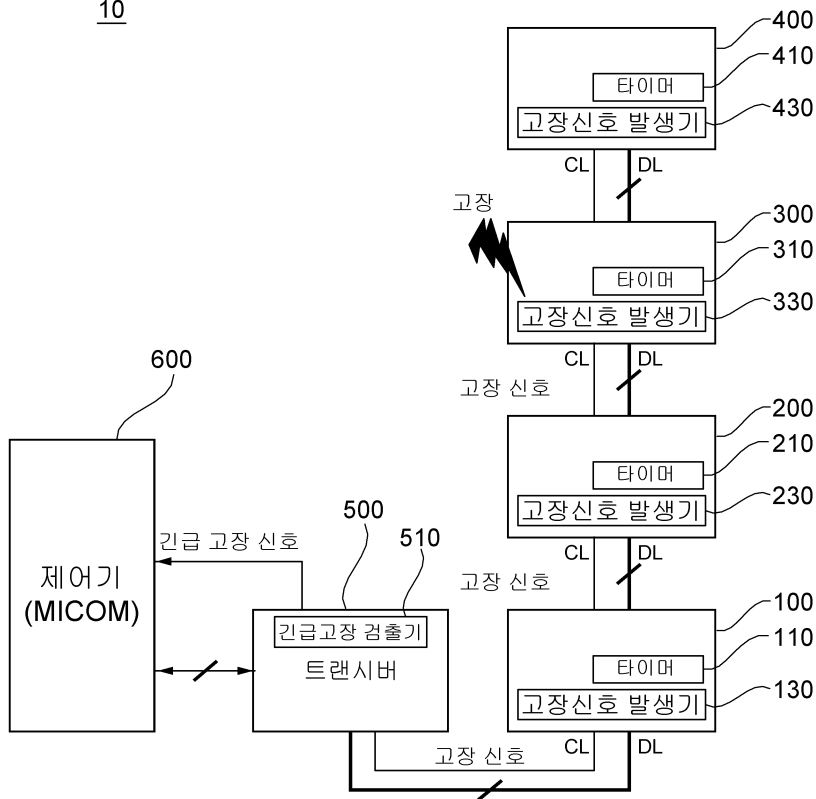 10
400
타이머
410
고장신호 발생기
430
CL
DL
고장
300
타이머
310
고장신호 발생기
330
CL
DL
고장 신호
600
200
타이머
210
고장신호 발생기
230
500
510
긴급 고장 신호
CL
DL
고장 신호
제어기
(MICOM)
긴급고장 검출기
트랜시버
100
타이머
110
고장신호 발생기
130
CL
DL
고장 신호